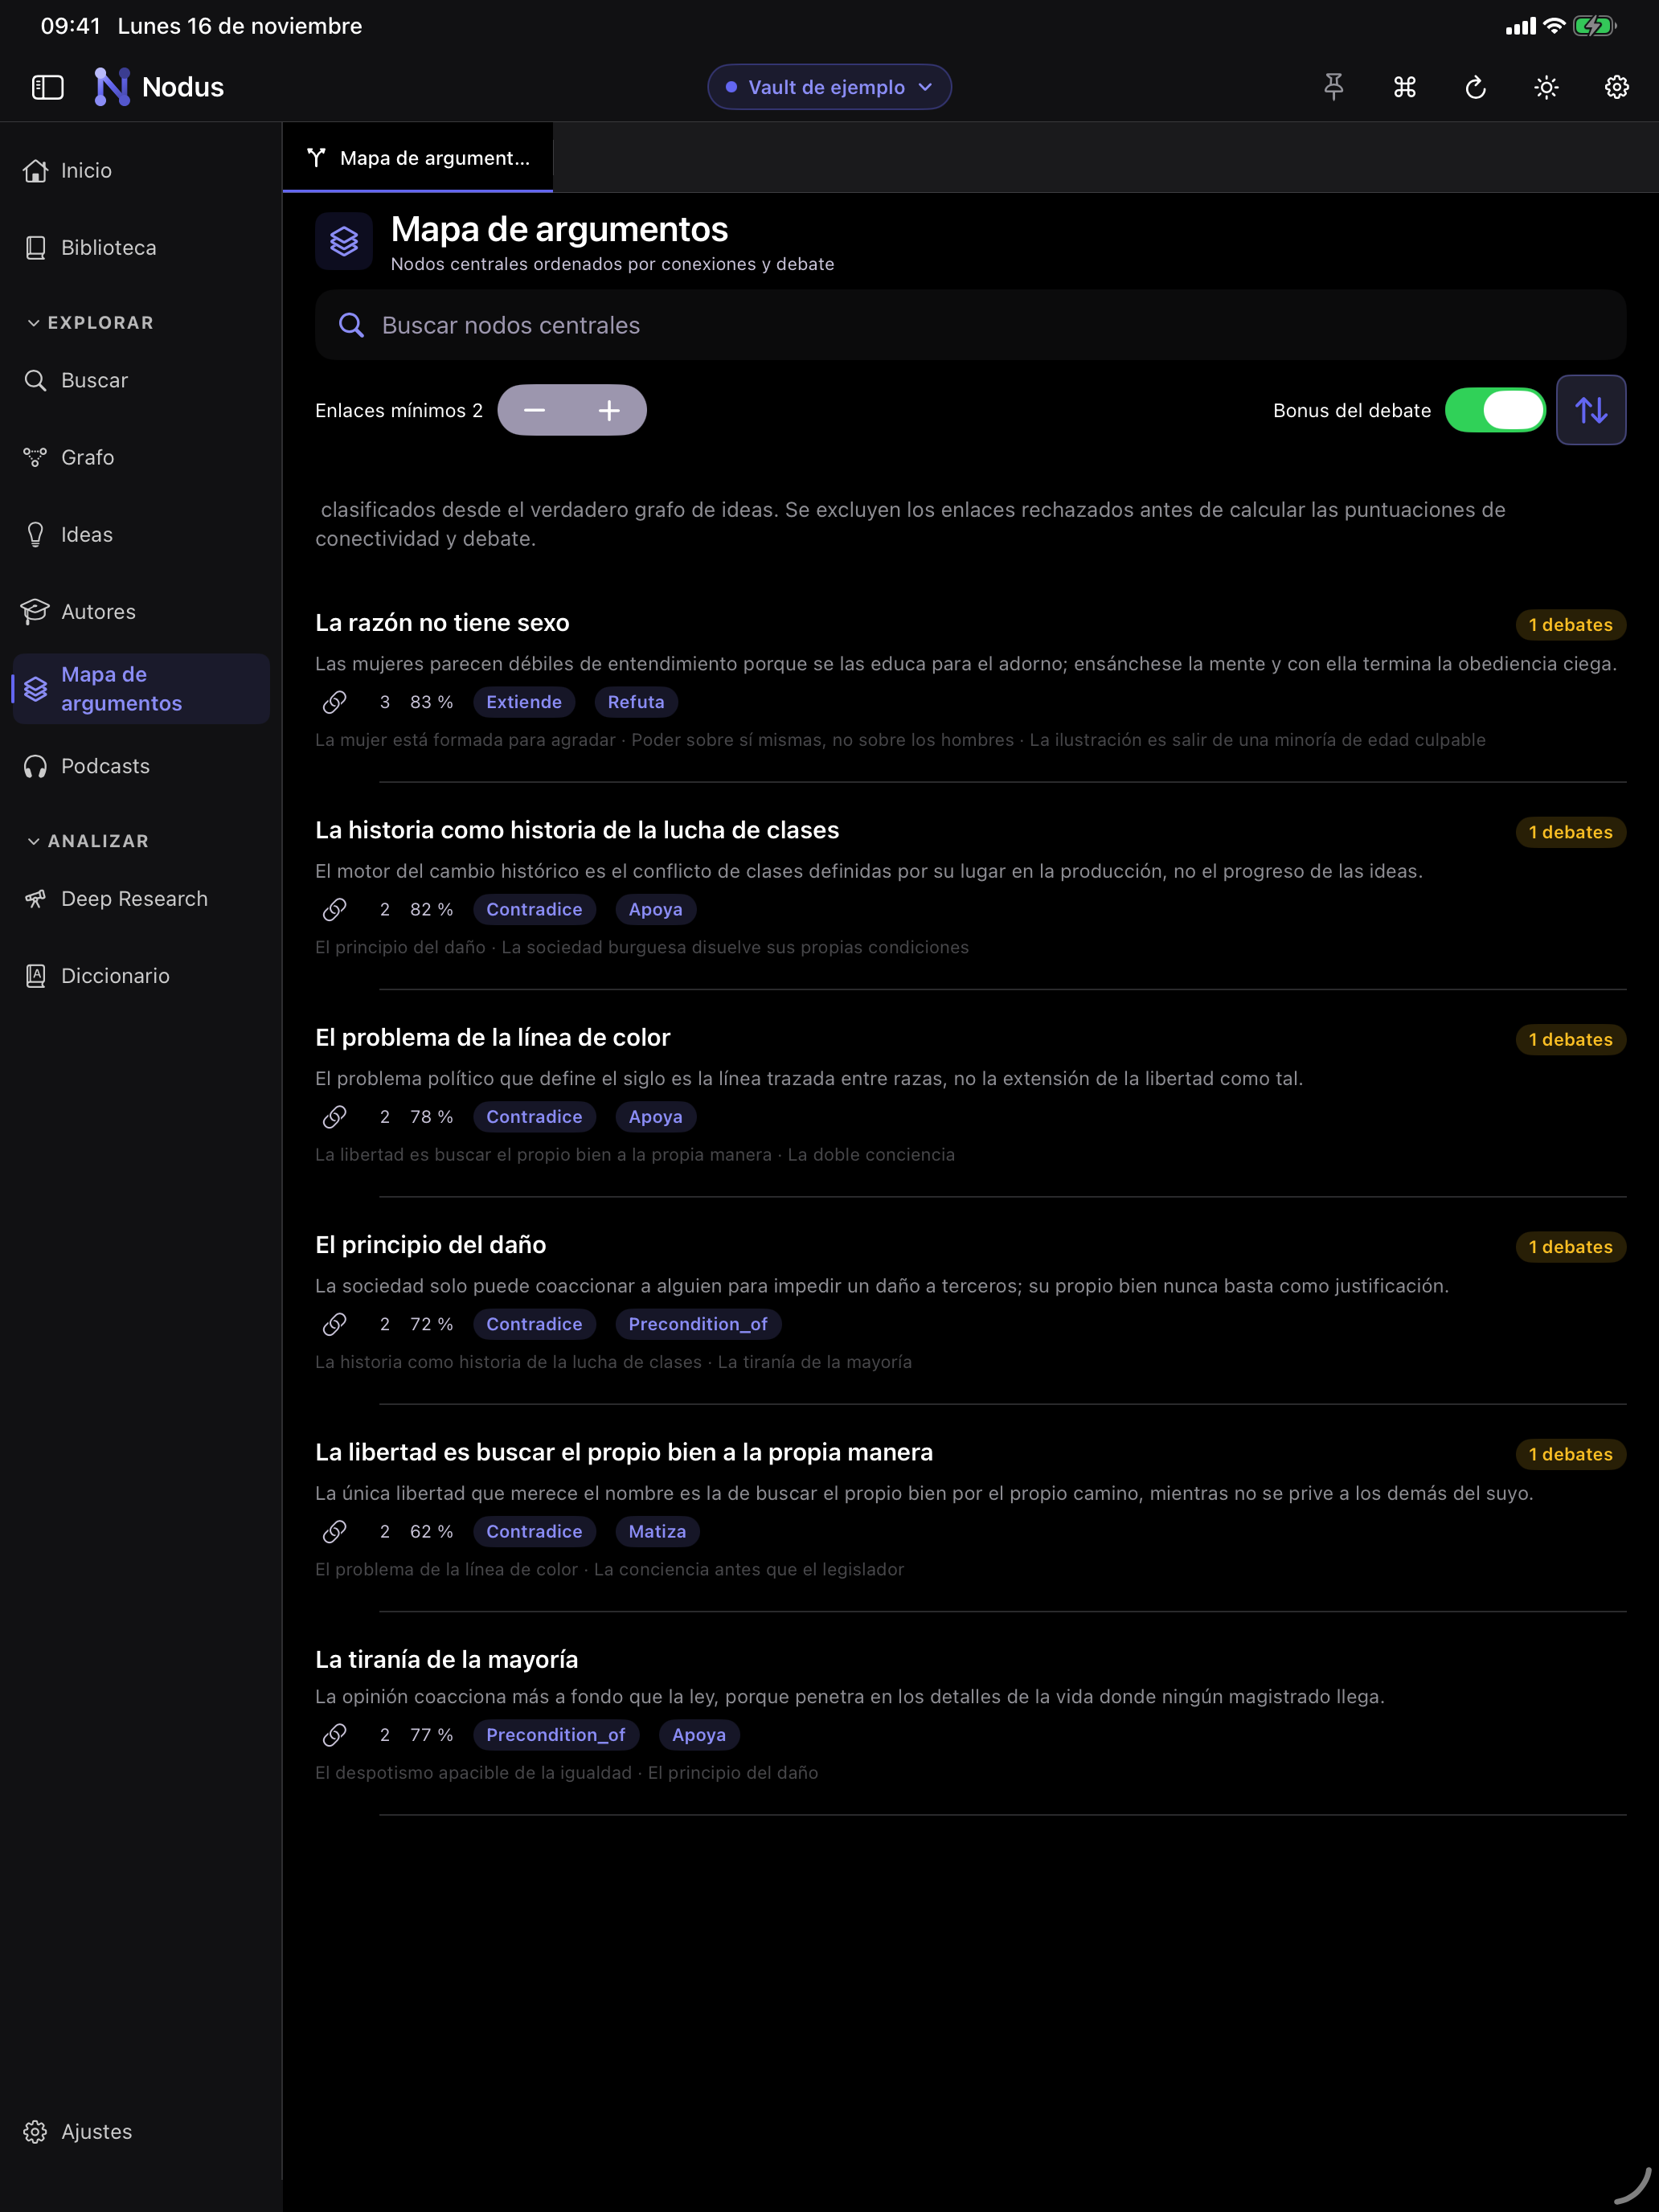 09:41 Lunes 16 de noviembre
Nodus
Vault de ejemplo
Inicio
Biblioteca
EXPLORAR
Buscar
Grafo
Ideas
Autores
Mapa de
argumentos
Podcasts
ANALIZAR
Deep Research
Diccionario
Ajustes
Mapa de argument...
Mapa de argumentos
Nodos centrales ordenados por conexiones y debate
Buscar nodos centrales
Enlaces mínimos 2
Bonus del debate
clasificados desde el verdadero grafo de ideas. Se excluyen los enlaces rechazados antes de calcular las puntuaciones de
conectividad y debate.
La razón no tiene sexo
1 debates
Las mujeres parecen débiles de entendimiento porque se las educa para el adorno; ensánchese la mente y con ella termina la obediencia ciega.
3 83 % Extiende Refuta
La mujer está formada para agradar · Poder sobre sí mismas, no sobre los hombres · La ilustración es salir de una minoría de edad culpable
La historia como historia de la lucha de clases
1 debates
El motor del cambio histórico es el conflicto de clases definidas por su lugar en la producción, no el progreso de las ideas.
2 82 % Contradice Apoya
El principio del daño · La sociedad burguesa disuelve sus propias condiciones
El problema de la línea de color
1 debates
El problema político que define el siglo es la línea trazada entre razas, no la extensión de la libertad como tal.
2 78 % Contradice Apoya
La libertad es buscar el propio bien a la propia manera · La doble conciencia
El principio del daño
1 debates
La sociedad solo puede coaccionar a alguien para impedir un daño a terceros; su propio bien nunca basta como justificación.
2 72 % Contradice Precondition_of
La historia como historia de la lucha de clases · La tiranía de la mayoría
La libertad es buscar el propio bien a la propia manera
1 debates
La única libertad que merece el nombre es la de buscar el propio bien por el propio camino, mientras no se prive a los demás del suyo.
2 62 % Contradice Matiza
El problema de la línea de color · La conciencia antes que el legislador
La tiranía de la mayoría
La opinión coacciona más a fondo que la ley, porque penetra en los detalles de la vida donde ningún magistrado llega.
2 77 % Precondition_of Apoya
El despotismo apacible de la igualdad · El principio del daño